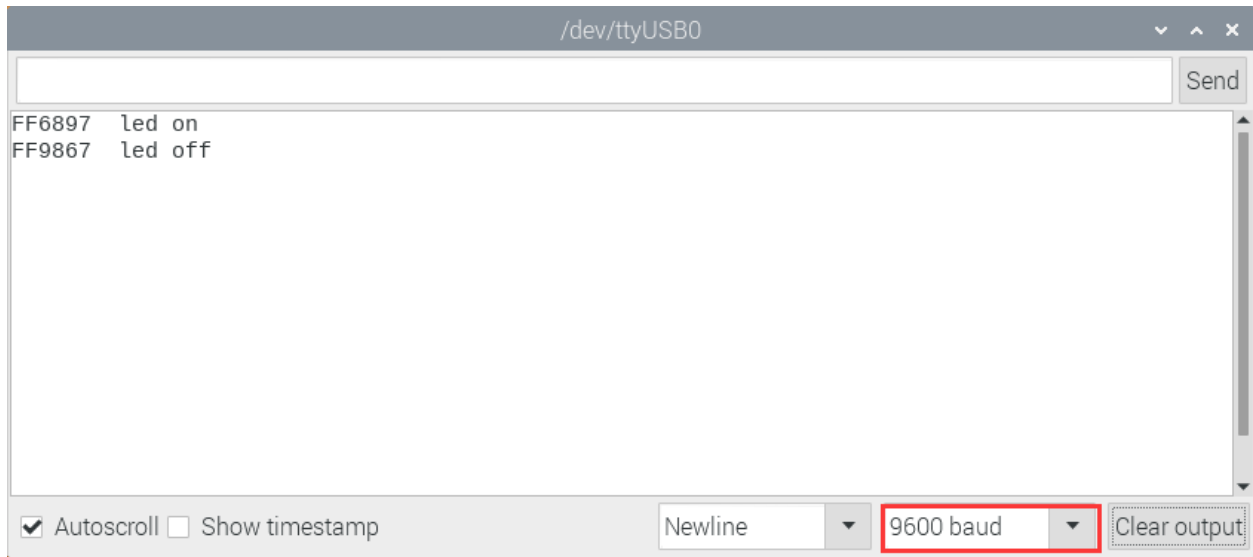 /dev/ttyUSB0
Send
FF6897  led on
FF9867  led off
Autoscroll Show timestamp Newline 9600 baud Clear output